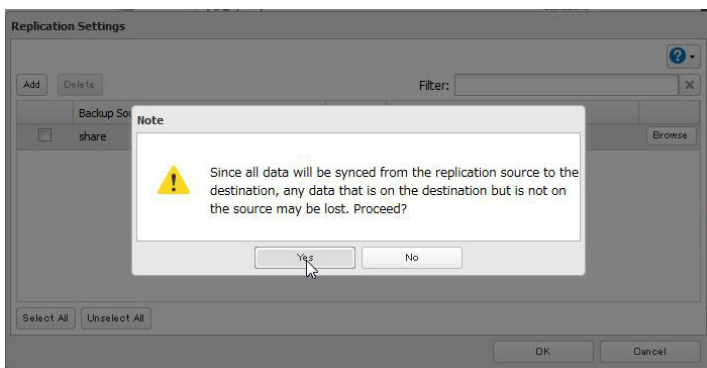 Replication Settings
Add Delete Filter:
Backup Sou
Note
share Browse
Since all data will be synced from the replication source to the
destination, any data that is on the destination but is not on
the source may be lost. Proceed?
Yes No
Select All Unselect All
OK Cancel